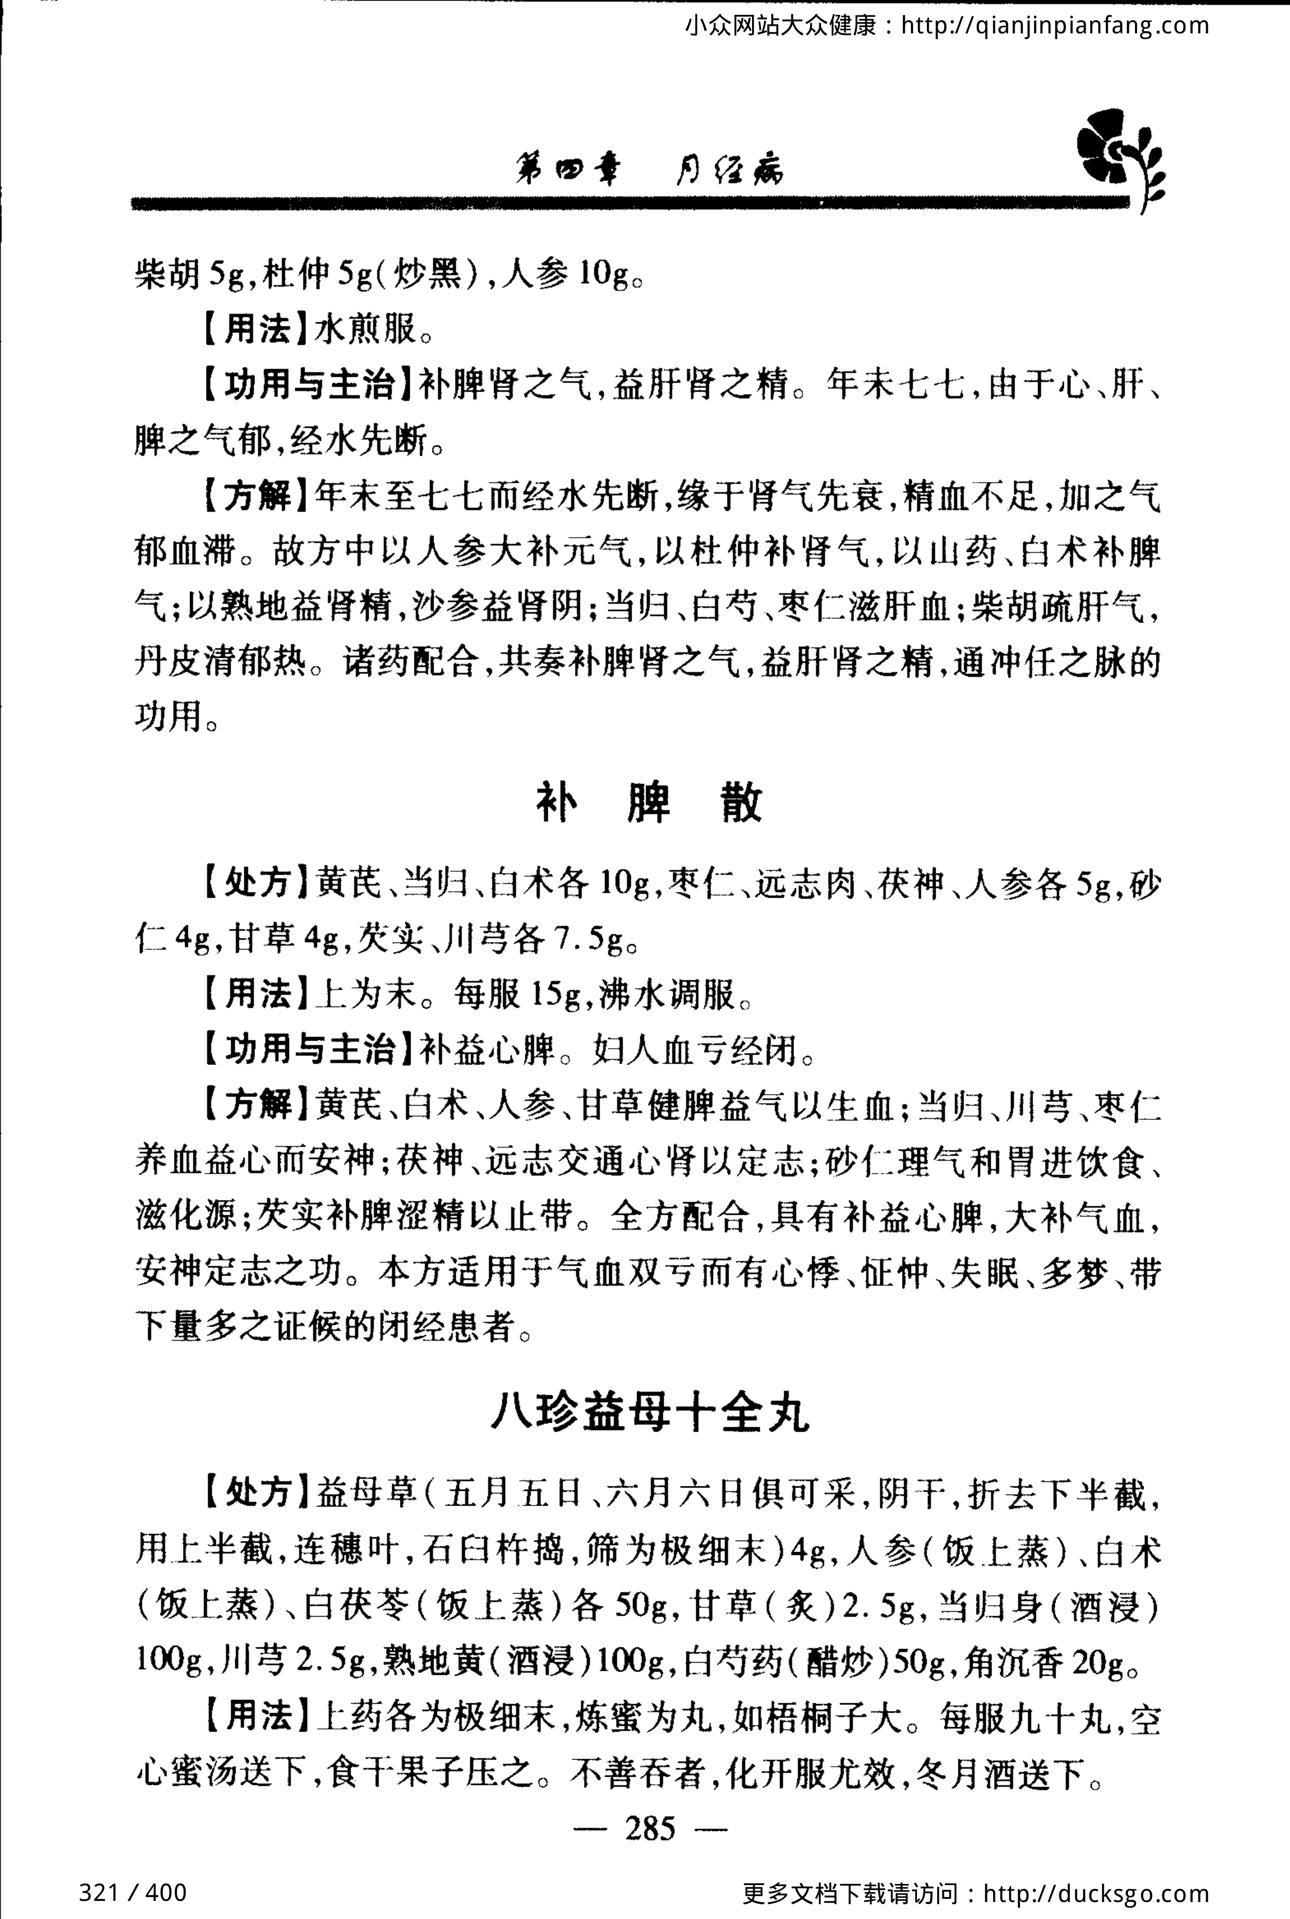 小众网站大众健康：http://qianjinpianfang.com
第四章 月经病
柴胡5g,杜仲5g(炒黑),人参10g。
【用法】水煎服。
【功用与主治】补脾肾之气,益肝肾之精。年未七七,由于心、肝、
脾之气郁,经水先断。
【方解】年未至七七而经水先断,缘于肾气先衰,精血不足,加之气
郁血滞。故方中以人参大补元气,以杜仲补肾气,以山药、白术补脾
气;以熟地益肾精,沙参益肾阴;当归、白芍、枣仁滋肝血;柴胡疏肝气,
丹皮清郁热。诸药配合,共奏补脾肾之气,益肝肾之精,通冲任之脉的
功用。
补脾散
【处方】黄芪、当归、白术各10g,枣仁、远志肉、茯神、人参各5g,砂
仁4g,甘草4g,芡实、川芎各7.5g。
【用法】上为末。每服15g,沸水调服。
【功用与主治】补益心脾。妇人血亏经闭。
【方解】黄芪、白术、人参、甘草健脾益气以生血;当归、川芎、枣仁
养血益心而安神;茯神、远志交通心肾以定志;砂仁理气和胃进饮食、
滋化源;芡实补脾涩精以止带。全方配合,具有补益心脾,大补气血,
安神定志之功。本方适用于气血双亏而有心悸、怔忡、失眠、多梦、带
下量多之证候的闭经患者。
八珍益母十全丸
【处方】益母草(五月五日、六月六日俱可采,阴干,折去下半截,
用上半截,连穗叶,石臼杵捣,筛为极细末)4g,人参(饭上蒸)、白术
(饭上蒸)、白茯苓(饭上蒸)各50g,甘草(炙)2.5g,当归身(酒浸)
100g,川芎2.5g,熟地黄(酒浸)100g,白芍药(醋炒)50g,角沉香20g。
【用法】上药各为极细末,炼蜜为丸,如梧桐子大。每服九十丸,空
心蜜汤送下,食干果子压之。不善吞者,化开服尤效,冬月酒送下。
— 285 —
321 / 400
更多文档下载请访问：http://ducksgo.com